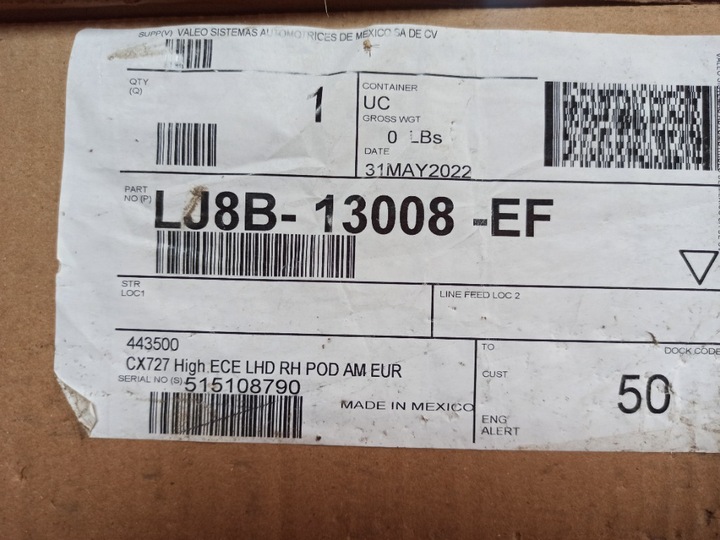 SUPP(V) VALEO SISTEMAS AUTOMOTRICES DE MEXICO SA DE CV
QTY
(Q)
1
CONTAINER
UC
GROSS WGT
0 LBs
DATE
31MAY2022
PART
NO (P)
LJ8B- 13008 -EF
STR
LOC1
LINE FEED LOC 2
443500
CX727 High ECE LHD RH POD AM EUR
SERIAL NO (S) 515108790
MADE IN MEXICO
TO
DOCK CODE
CUST
50
ENG
ALERT